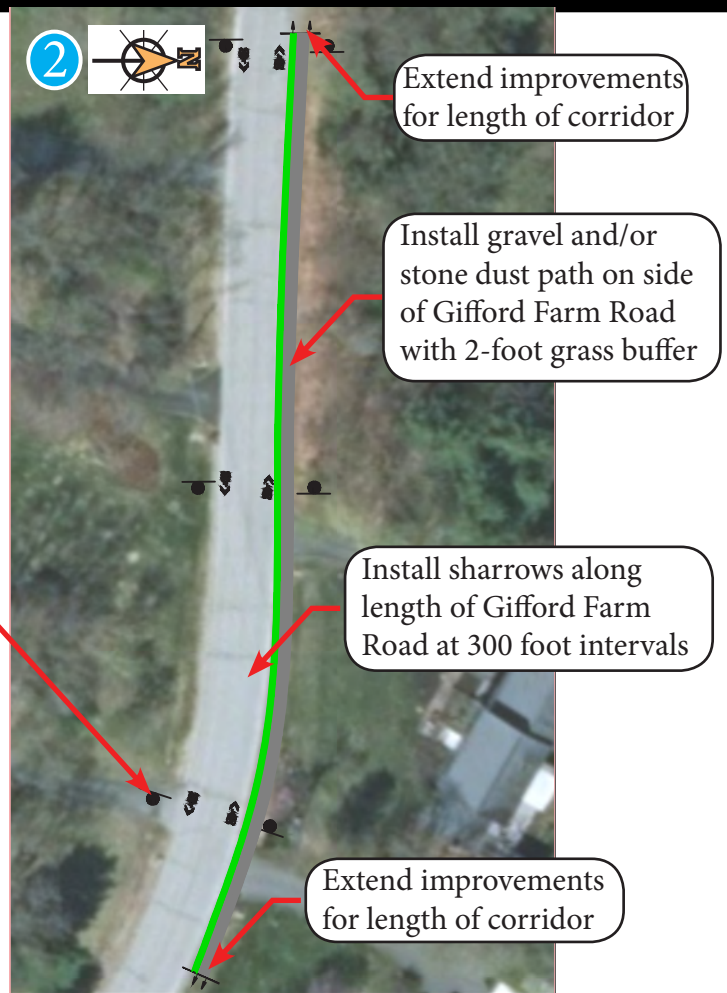 2
N
Extend improvements
for length of corridor
Install gravel and/or
stone dust path on side
of Gifford Farm Road
with 2-foot grass buffer
Install sharrows along
length of Gifford Farm
Road at 300 foot intervals
Extend improvements
for length of corridor